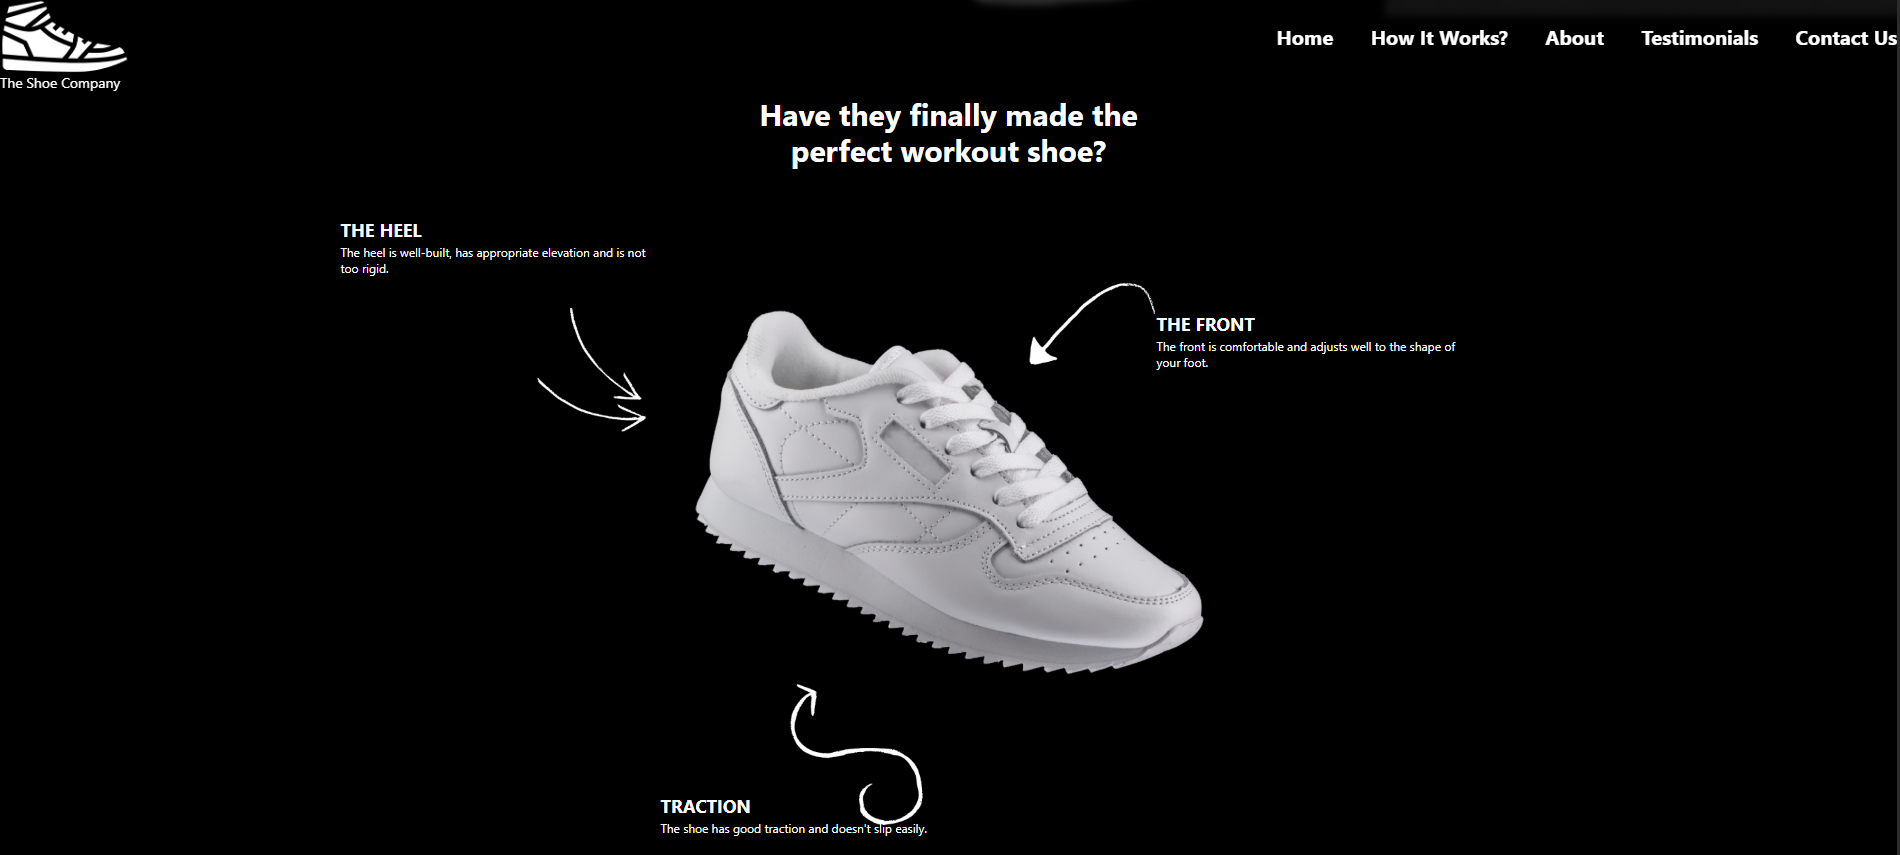 The Shoe Company
Home How It Works? About Testimonials Contact Us
Have they finally made the
perfect workout shoe?
THE HEEL
The heel is well-built, has appropriate elevation and is not
too rigid.
THE FRONT
The front is comfortable and adjusts well to the shape of
your foot.
TRACTION
The shoe has good traction and doesn't slip easily.